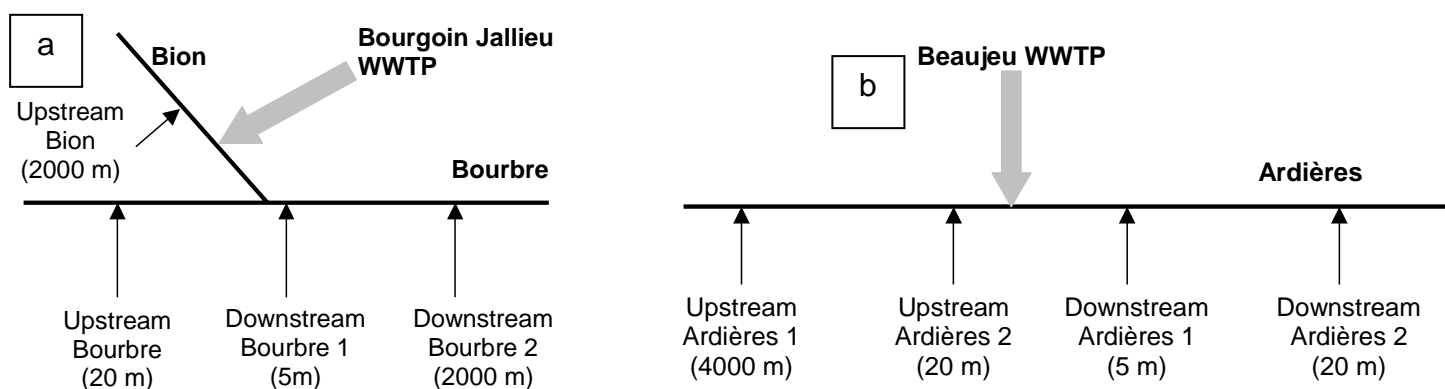 a
Bion
Bourgoin Jallieu
WWTP
Upstream
Bion
(2000 m)
Bourbre
Upstream
Bourbre
(20 m)
Downstream
Bourbre 1
(5m)
Downstream
Bourbre 2
(2000 m)
b
Beaujeu WWTP
Ardières
Upstream
Ardières 1
(4000 m)
Upstream
Ardières 2
(20 m)
Downstream
Ardières 1
(5 m)
Downstream
Ardières 2
(20 m)